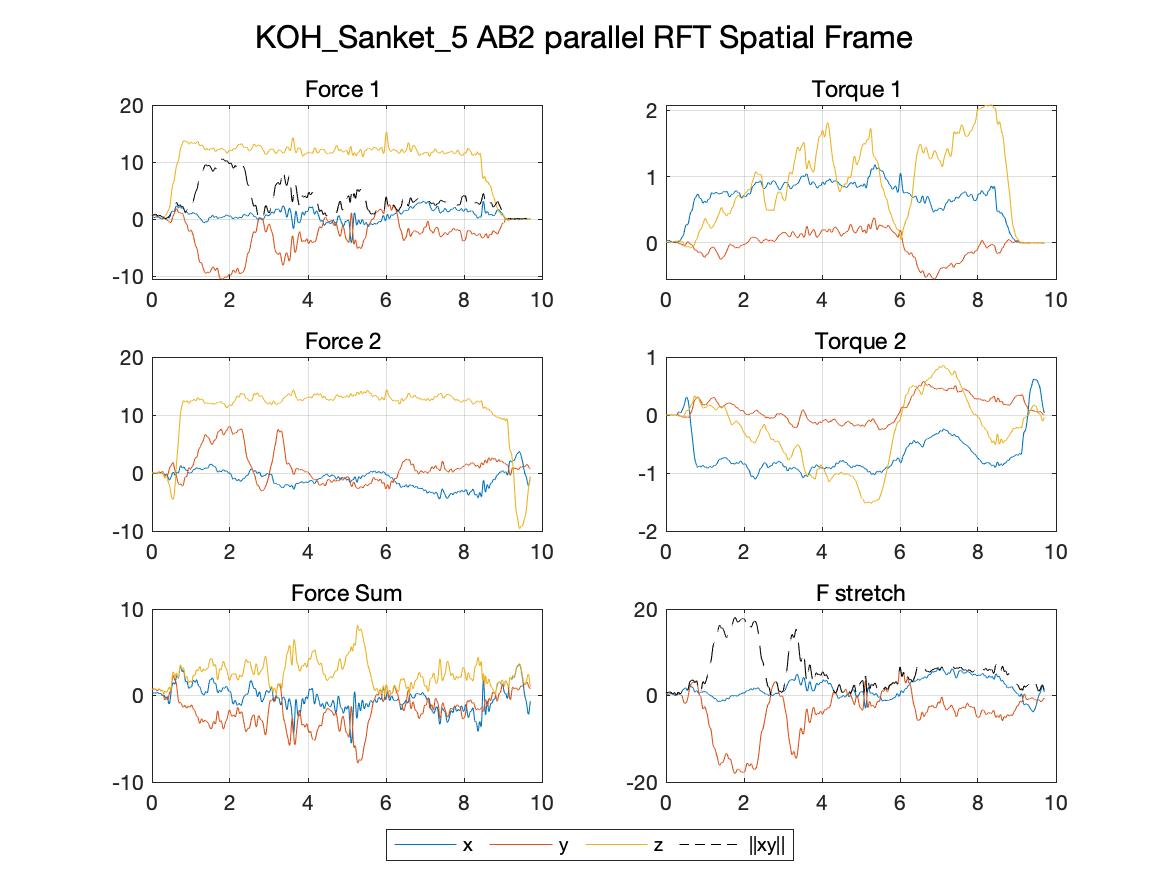 KOH_Sanket_5 AB2 parallel RFT Spatial Frame
Force 1
20
10
0
-10
0 2 4 6 8 10
Torque 1
2
1
0
0 2 4 6 8 10
Force 2
20
10
0
-10
0 2 4 6 8 10
Torque 2
1
0
-1
-2
0 2 4 6 8 10
Force Sum
10
0
-10
0 2 4 6 8 10
F stretch
20
0
-20
0 2 4 6 8 10
x y z ||xy||